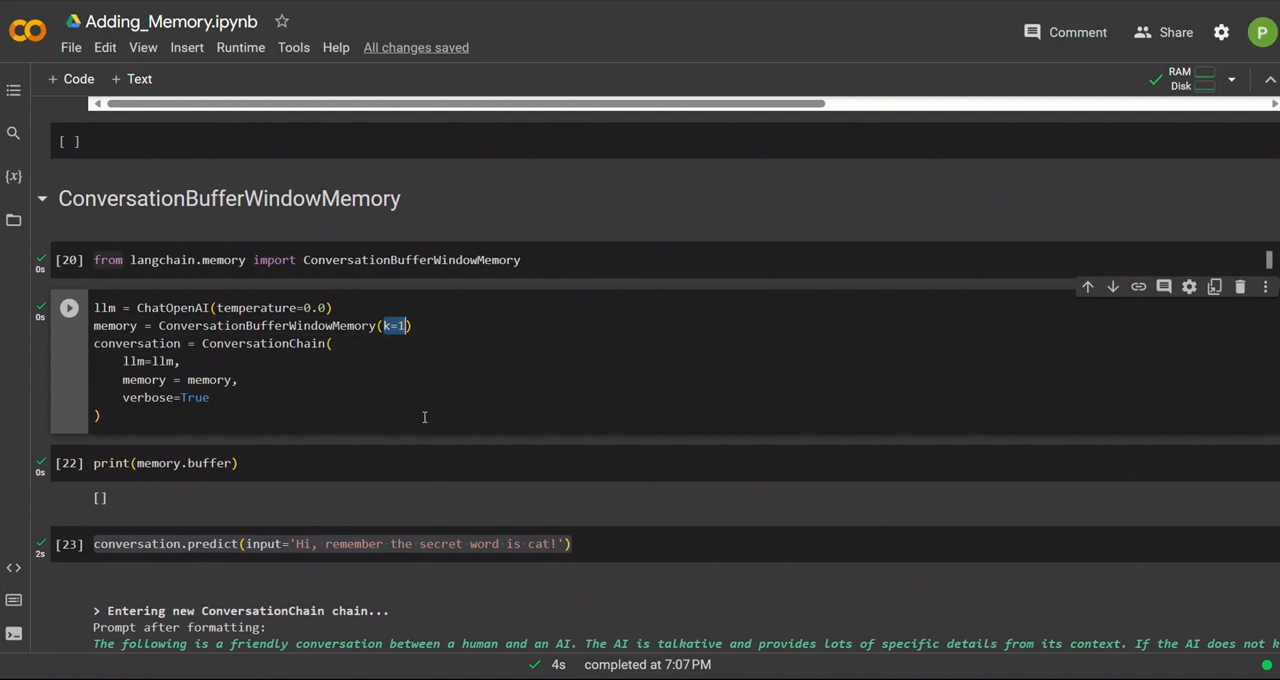 Adding_Memory.ipynb
File Edit View Insert Runtime Tools Help All changes saved
Comment Share P
+ Code + Text
RAM
Disk
[ ]
ConversationBufferWindowMemory
[20] from langchain.memory import ConversationBufferWindowMemory
0s
llm = ChatOpenAI(temperature=0.0)
0s
memory = ConversationBufferWindowMemory(k=1)
conversation = ConversationChain(
llm=llm,
memory = memory,
verbose=True
)
[22] print(memory.buffer)
0s
[]
[23] conversation.predict(input='Hi, remember the secret word is cat!')
2s
> Entering new ConversationChain chain...
Prompt after formatting:
The following is a friendly conversation between a human and an AI. The AI is talkative and provides lots of specific details from its context. If the AI does not k
4s completed at 7:07 PM